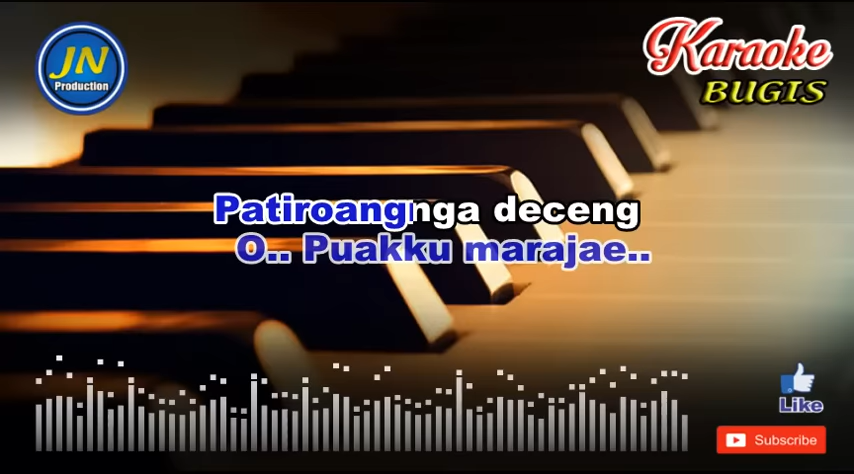 JN
Production
Karaoke
BUGIS
Patiroangnga deceng
O.. Puakku marajae..
Like
Subscribe